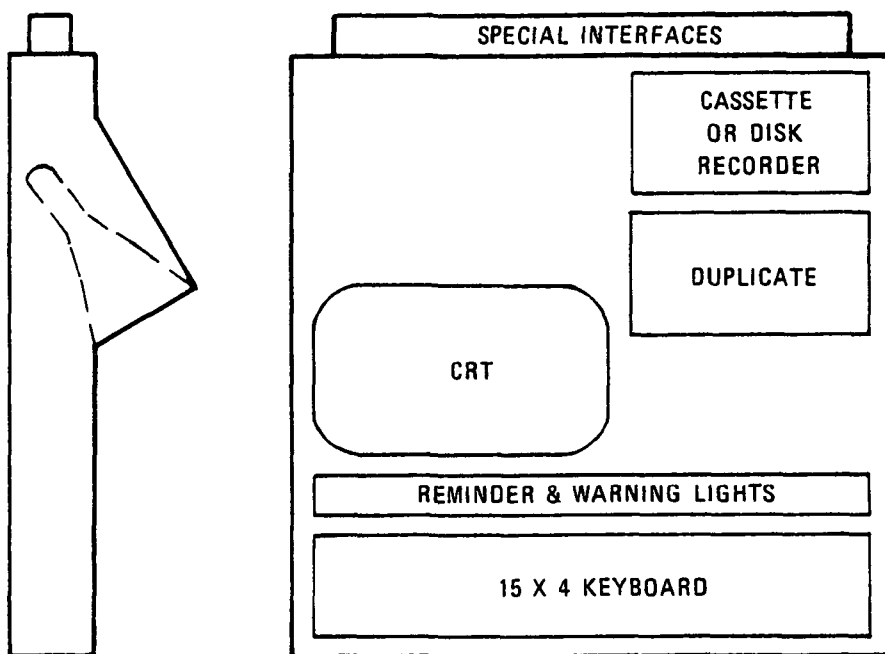 SPECIAL INTERFACES
CASSETTE
OR DISK
RECORDER
DUPLICATE
CRT
REMINDER & WARNING LIGHTS
15 X 4 KEYBOARD